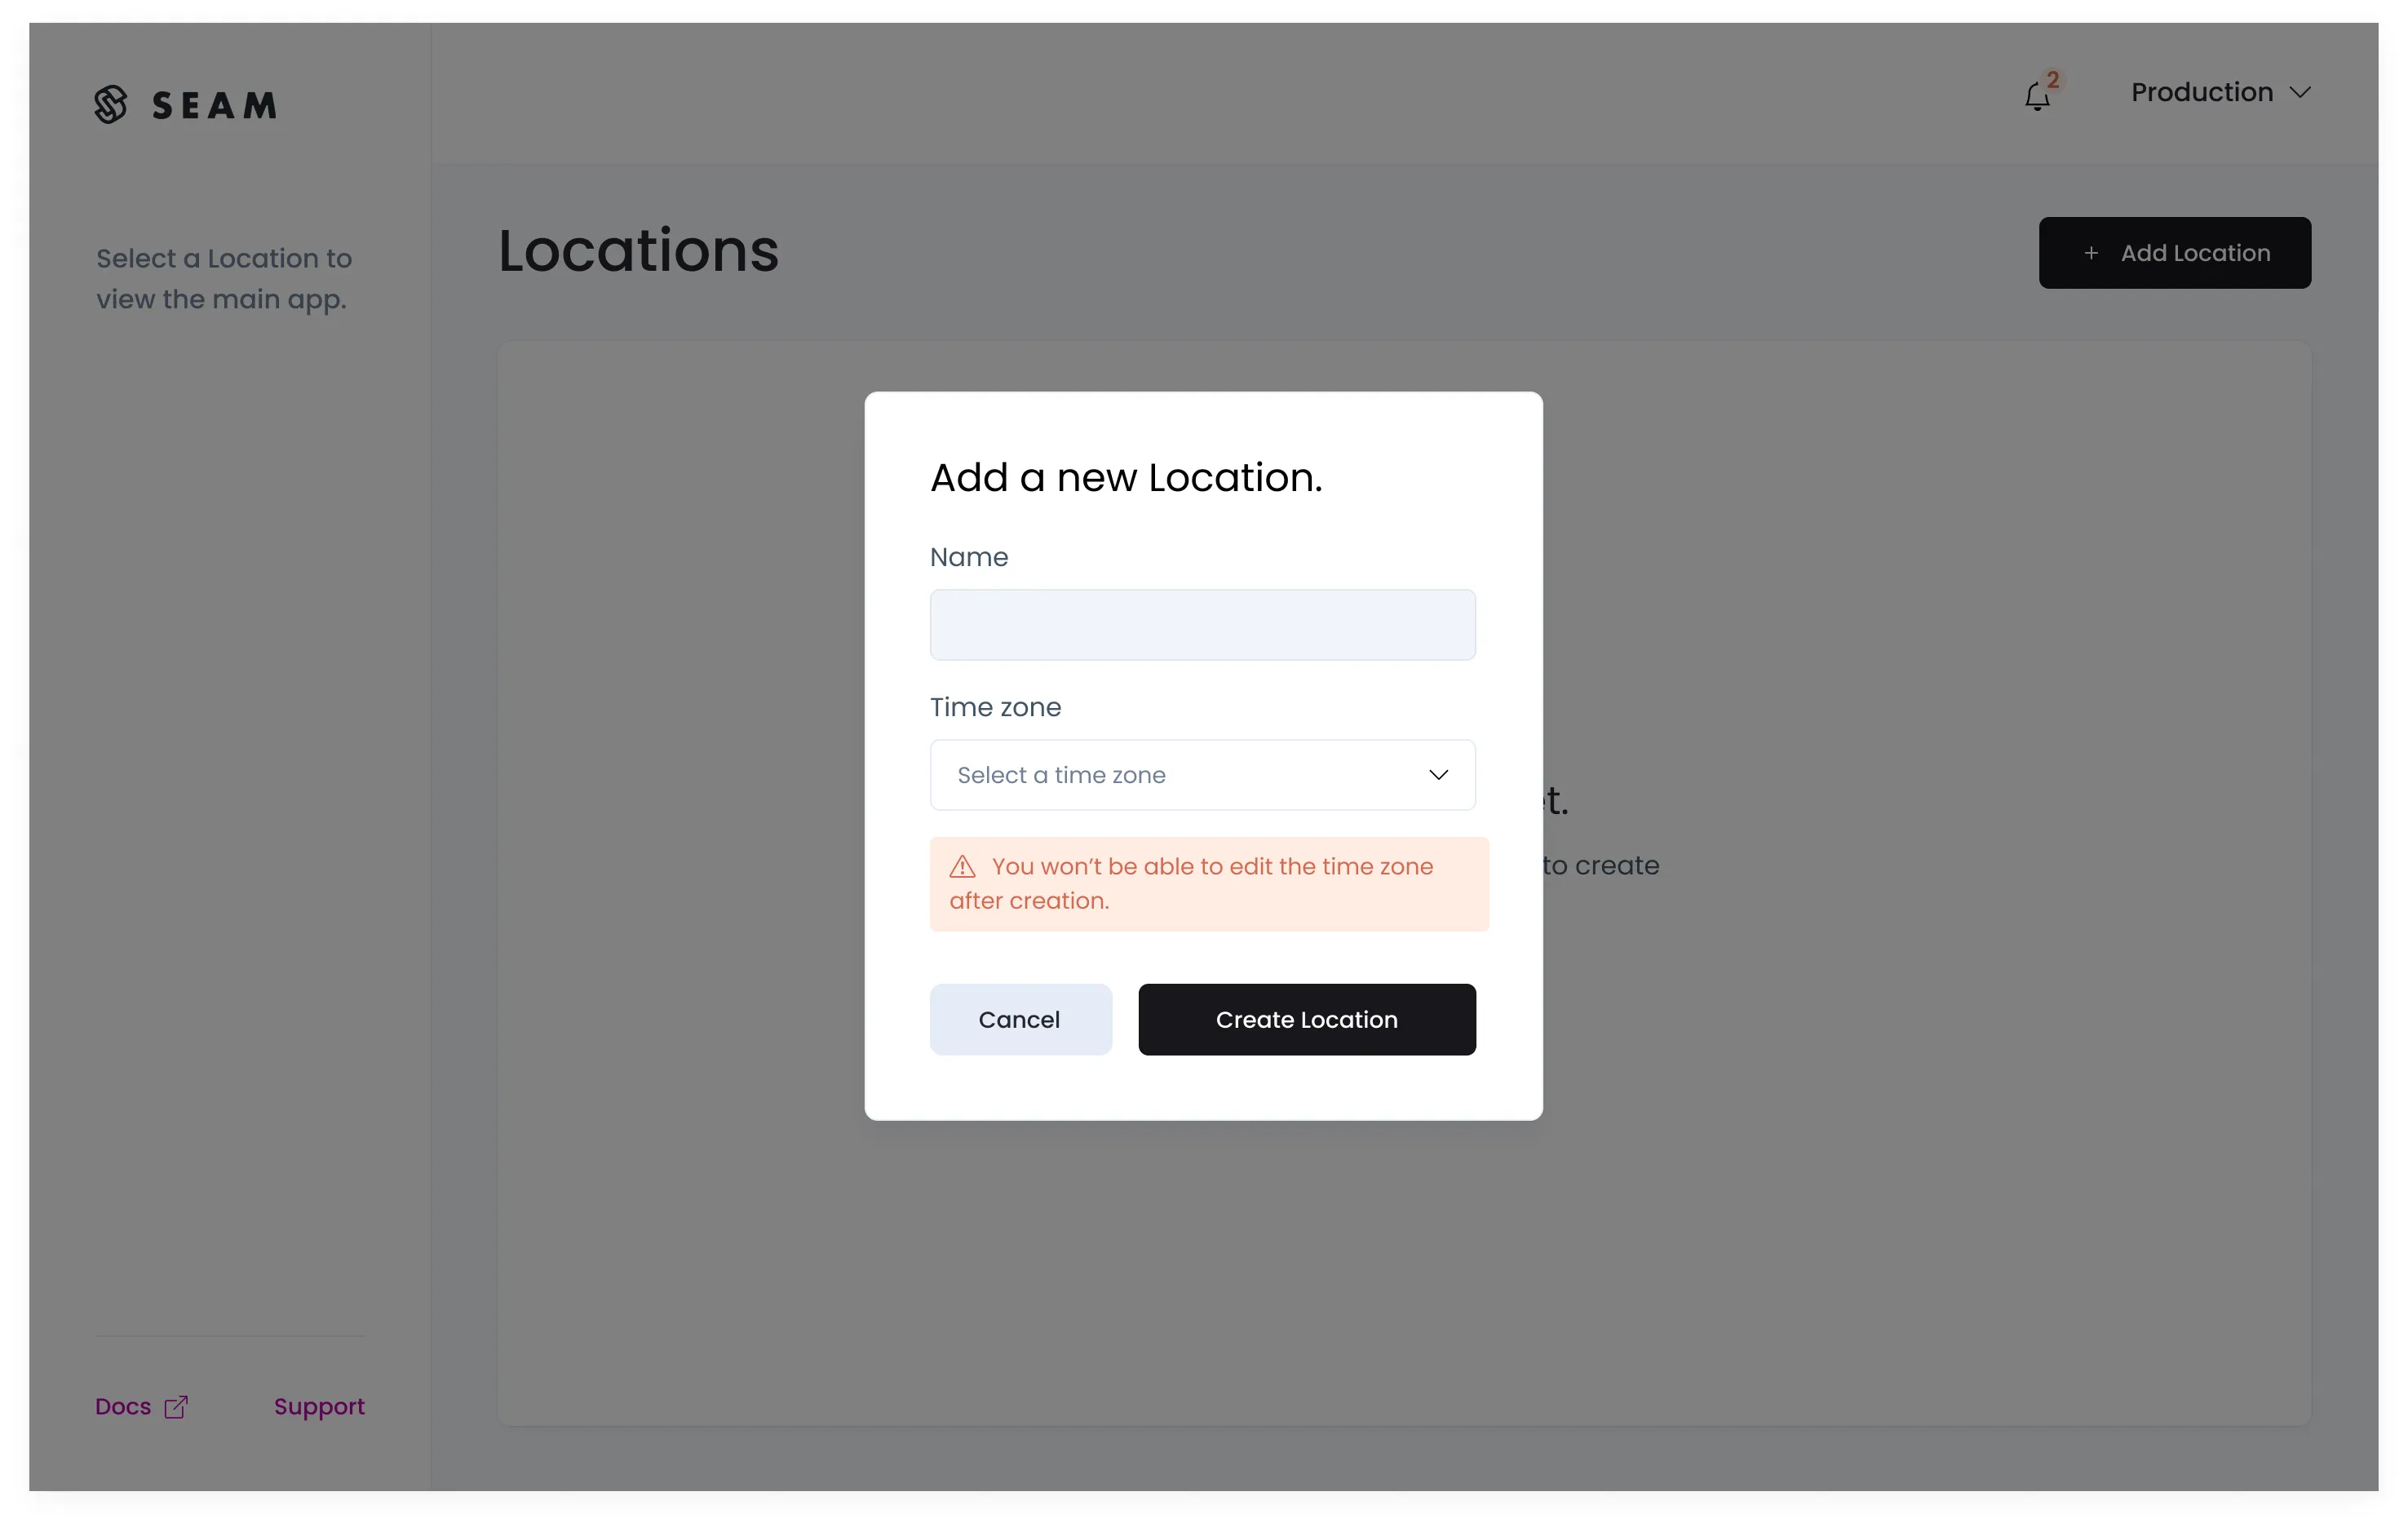 SEAM
2
Production
Select a Location to
view the main app.
Locations
+ Add Location
Add a new Location.
Name
Time zone
Select a time zone
t.
to create
You won’t be able to edit the time zone
after creation.
Cancel
Create Location
Docs
Support